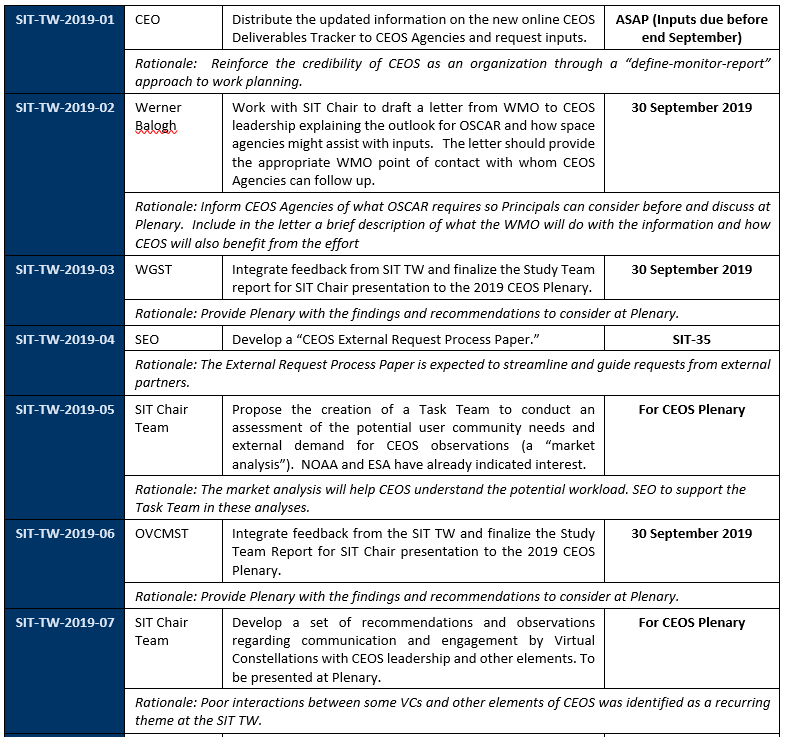 SIT-TW-2019-01 CEO Distribute the updated information on the new online CEOS ASAP (Inputs due before
Deliverables Tracker to CEOS Agencies and request inputs. end September)
Rationale: Reinforce the credibility of CEOS as an organization through a “define-monitor-report”
approach to work planning.
SIT-TW-2019-02 Werner Work with SIT Chair to draft a letter from WMO to CEOS 30 September 2019
Balogh leadership explaining the outlook for OSCAR and how space
agencies might assist with inputs. The letter should provide
the appropriate WMO point of contact with whom CEOS
Agencies can follow up.
Rationale: Inform CEOS Agencies of what OSCAR requires so Principals can consider before and discuss at
Plenary. Include in the letter a brief description of what the WMO will do with the information and how
CEOS will also benefit from the effort
SIT-TW-2019-03 WGST Integrate feedback from SIT TW and finalize the Study Team 30 September 2019
report for SIT Chair presentation to the 2019 CEOS Plenary.
Rationale: Provide Plenary with the findings and recommendations to consider at Plenary.
SIT-TW-2019-04 SEO Develop a “CEOS External Request Process Paper.” SIT-35
Rationale: The External Request Process Paper is expected to streamline and guide requests from external
partners.
SIT-TW-2019-05 SIT Chair Propose the creation of a Task Team to conduct an For CEOS Plenary
Team assessment of the potential user community needs and
external demand for CEOS observations (a “market
analysis”). NOAA and ESA have already indicated interest.
Rationale: The market analysis will help CEOS understand the potential workload. SEO to support the
Task Team in these analyses.
SIT-TW-2019-06 OVCMST Integrate feedback from the SIT TW and finalize the Study 30 September 2019
Team Report for SIT Chair presentation to the 2019 CEOS
Plenary.
Rationale: Provide Plenary with the findings and recommendations to consider at Plenary.
SIT-TW-2019-07 SIT Chair Develop a set of recommendations and observations For CEOS Plenary
Team regarding communication and engagement by Virtual
Constellations with CEOS leadership and other elements. To
be presented at Plenary.
Rationale: Poor interactions between some VCs and other elements of CEOS was identified as a recurring
theme at the SIT TW.